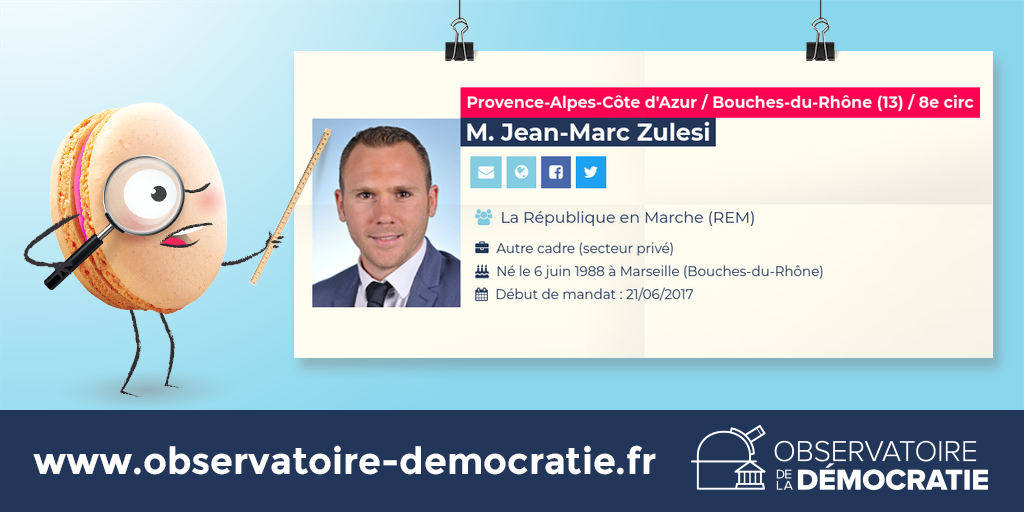 Provence-Alpes-Côte d'Azur / Bouches-du-Rhône (13) / 8e circ
M. Jean-Marc Zulesi
La République en Marche (REM)
Autre cadre (secteur privé)
Né le 6 juin 1988 à Marseille (Bouches-du-Rhône)
Début de mandat : 21/06/2017
www.observatoire-democratie.fr
OBSERVATOIRE
DE LA DÉMOCRATIE